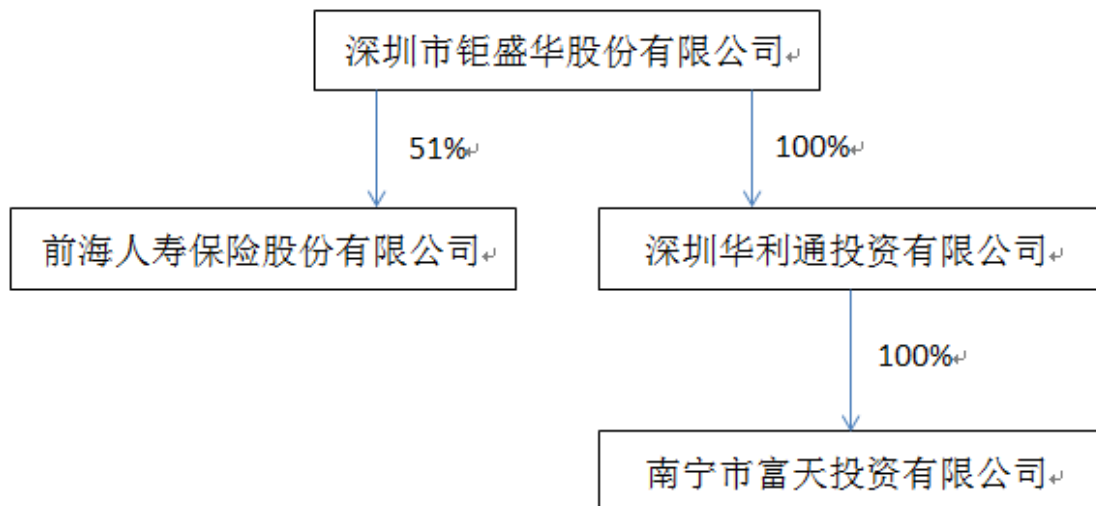 深圳市钜盛华股份有限公司
51%
100%
前海人寿保险股份有限公司
深圳华利通投资有限公司
100%
南宁市富天投资有限公司